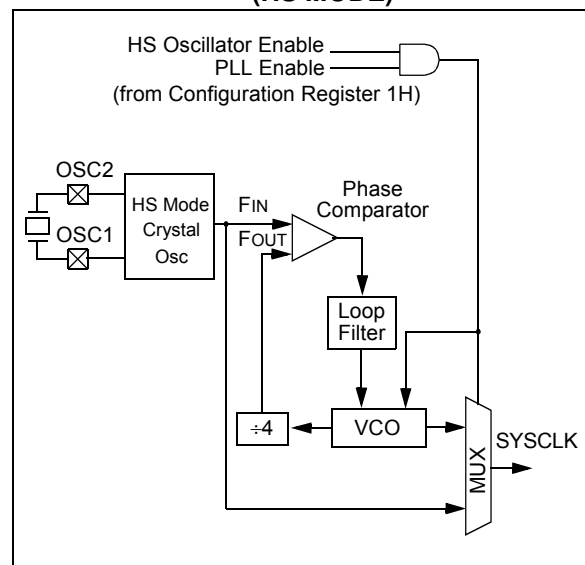 (HS MODE)
HS Oscillator Enable
PLL Enable
(from Configuration Register 1H)
OSC2
OSC1
HS Mode
Crystal
Osc
FIN
FOUT
Phase
Comparator
Loop
Filter
÷4
VCO
MUX
SYSCLK